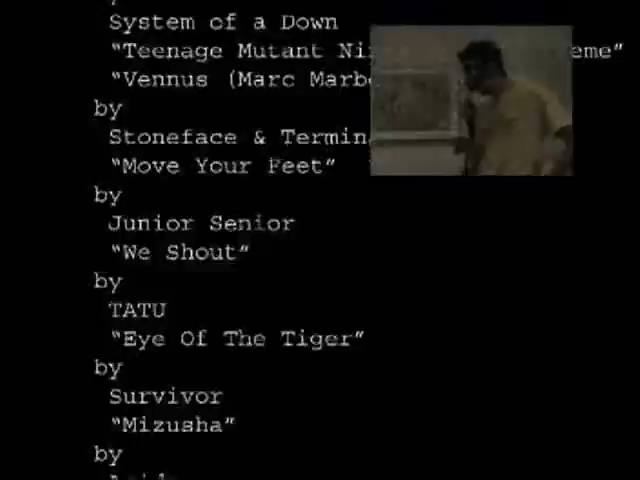 System of a Down
"Teenage Mutant Ni eme"
"Vennus (Marc Marb
by
Stoneface & Termin
"Move Your Feet"
by
Junior Senior
"We Shout"
by
TATU
"Eye Of The Tiger"
by
Survivor
"Mizusha"
by